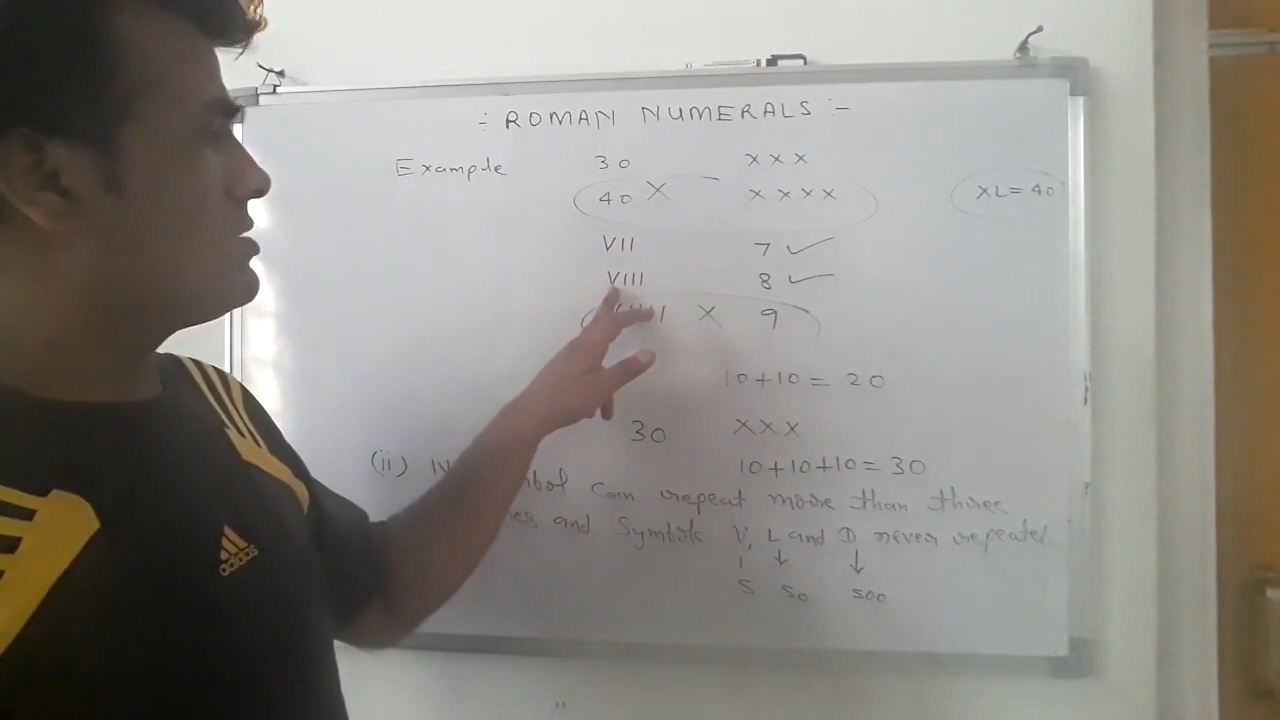 :- ROMAN NUMERALS :-
Example 30 XXX
40 X XXXX XL = 40
VII 7 ✓
VIII 8 ✓
X 9
10+10 = 20
30 XXX
10+10+10 = 30
(ii) can repeat more than three
and Symbols V, L and D never repeated
5 50 500
adidas